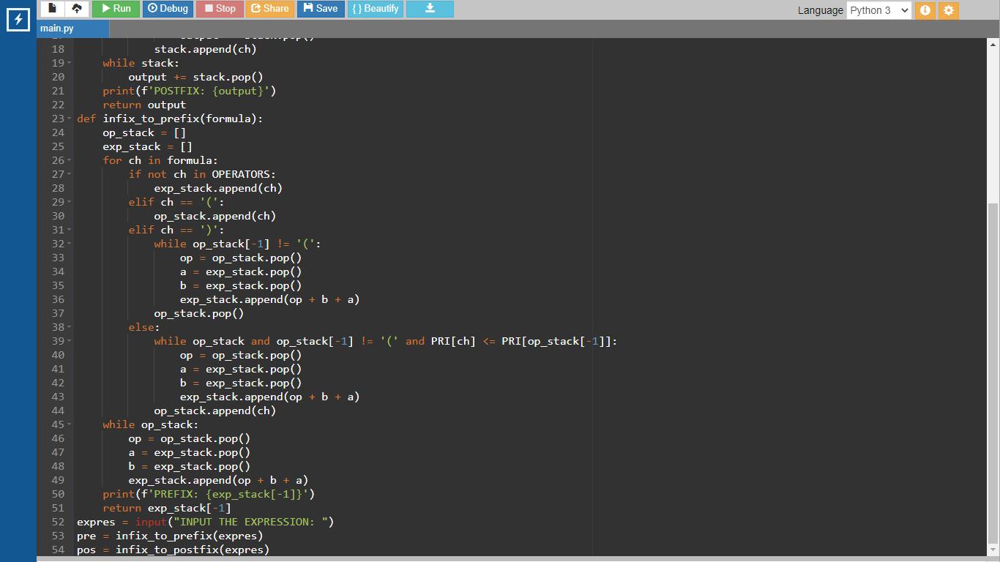 Run Debug Stop Share Save { } Beautify Language Python 3
main.py
18 stack.append(ch)
19 while stack:
20 output += stack.pop()
21 print(f'POSTFIX: {output}')
22 return output
23 def infix_to_prefix(formula):
24 op_stack = []
25 exp_stack = []
26 for ch in formula:
27 if not ch in OPERATORS:
28 exp_stack.append(ch)
29 elif ch == '(':
30 op_stack.append(ch)
31 elif ch == ')':
32 while op_stack[-1] != '(':
33 op = op_stack.pop()
34 a = exp_stack.pop()
35 b = exp_stack.pop()
36 exp_stack.append(op + b + a)
37 op_stack.pop()
38 else:
39 while op_stack and op_stack[-1] != '(' and PRI[ch] <= PRI[op_stack[-1]]:
40 op = op_stack.pop()
41 a = exp_stack.pop()
42 b = exp_stack.pop()
43 exp_stack.append(op + b + a)
44 op_stack.append(ch)
45 while op_stack:
46 op = op_stack.pop()
47 a = exp_stack.pop()
48 b = exp_stack.pop()
49 exp_stack.append(op + b + a)
50 print(f'PREFIX: {exp_stack[-1]}')
51 return exp_stack[-1]
52 expres = input("INPUT THE EXPRESSION: ")
53 pre = infix_to_prefix(expres)
54 pos = infix_to_postfix(expres)